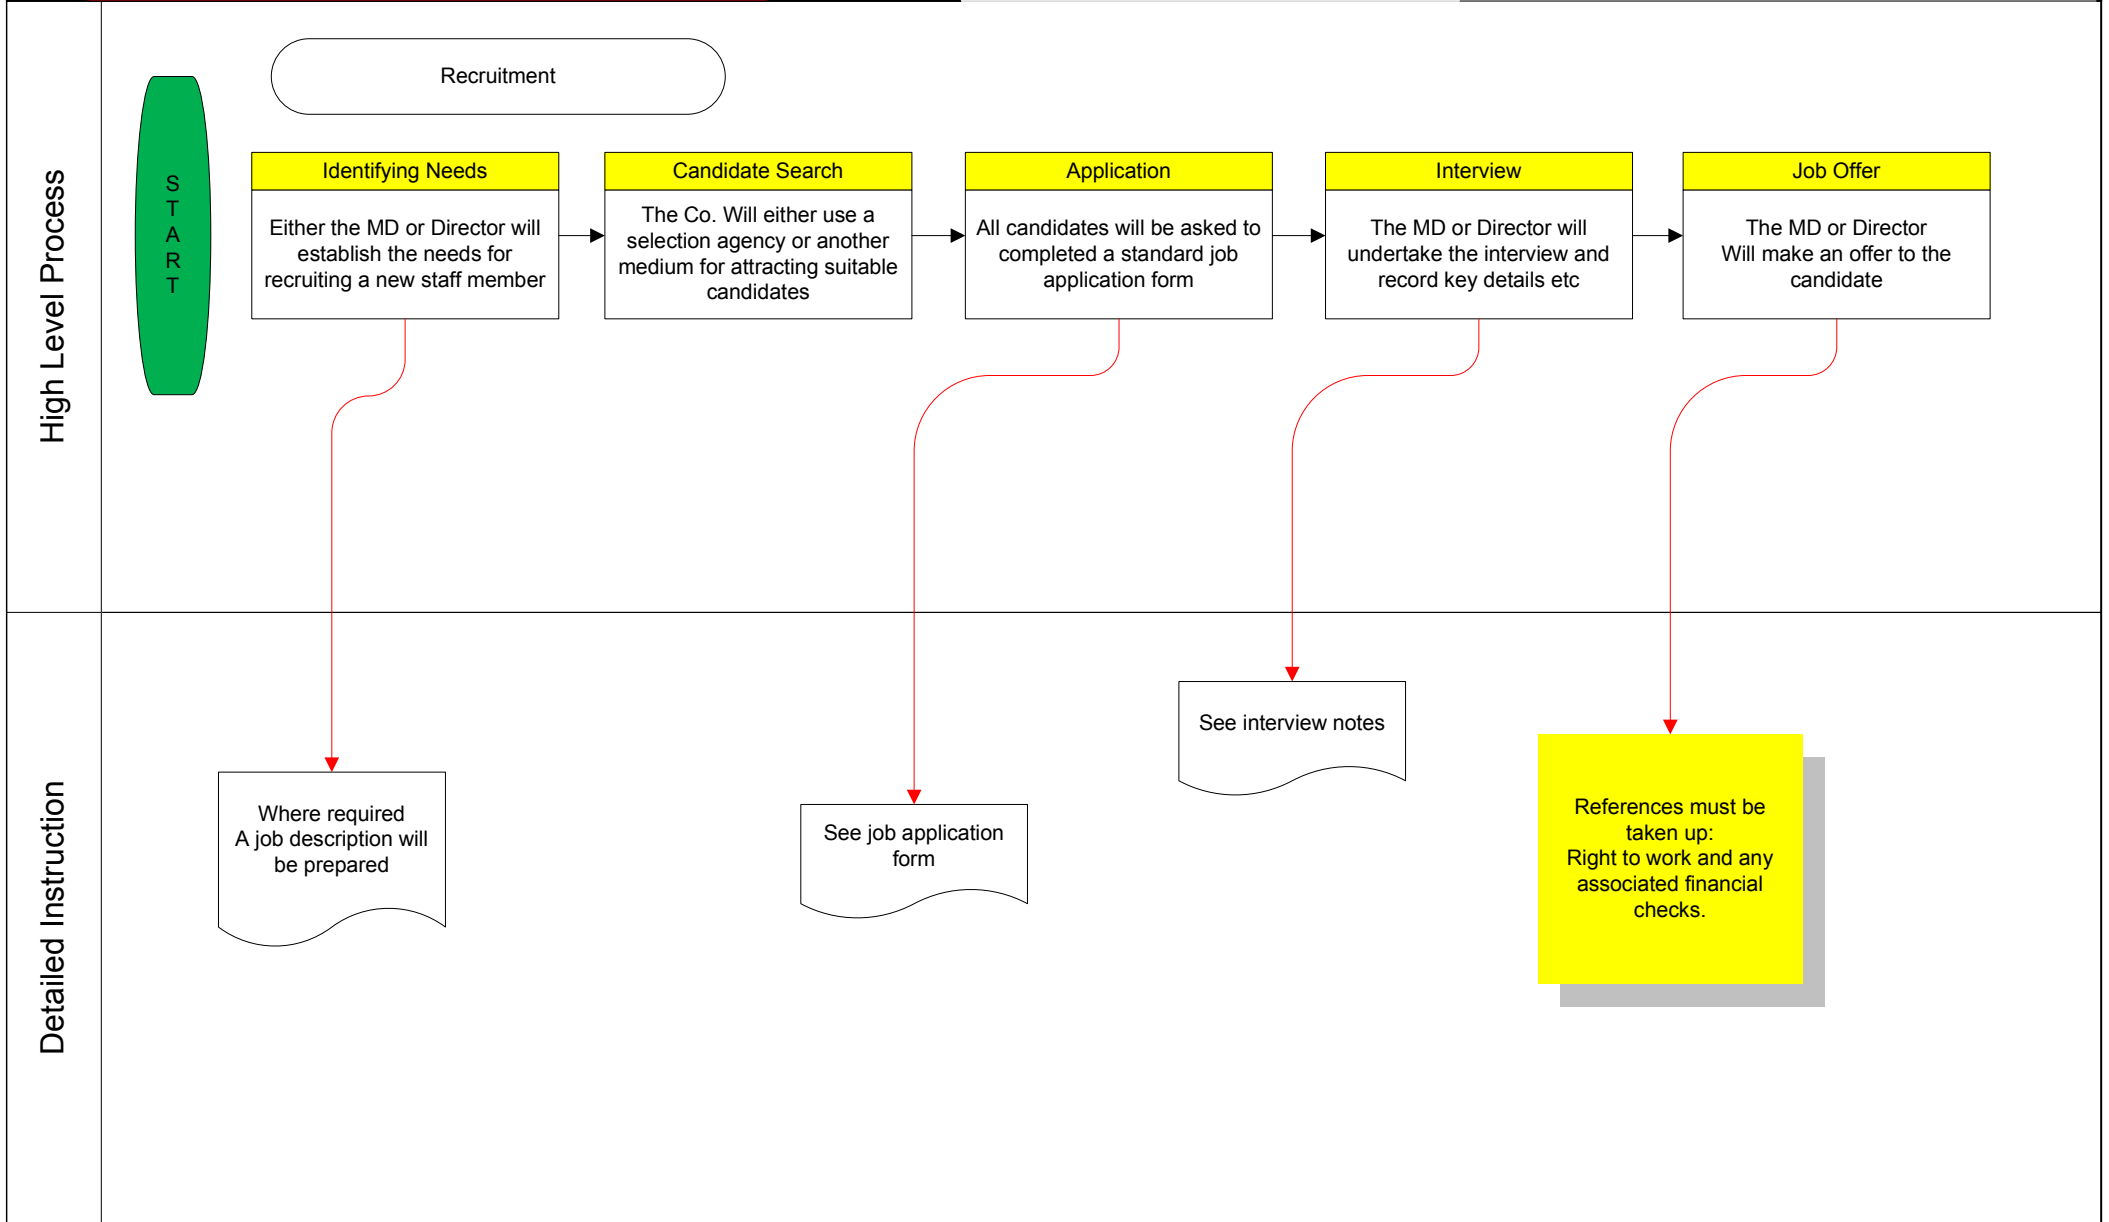 High Level Process
START
Recruitment
Identifying Needs
Either the MD or Director will
establish the needs for
recruiting a new staff member
Candidate Search
The Co. Will either use a
selection agency or another
medium for attracting suitable
candidates
Application
All candidates will be asked to
completed a standard job
application form
Interview
The MD or Director will
undertake the interview and
record key details etc
Job Offer
The MD or Director
Will make an offer to the
candidate
Detailed Instruction
Where required
A job description will
be prepared
See job application
form
See interview notes
References must be
taken up:
Right to work and any
associated financial
checks.